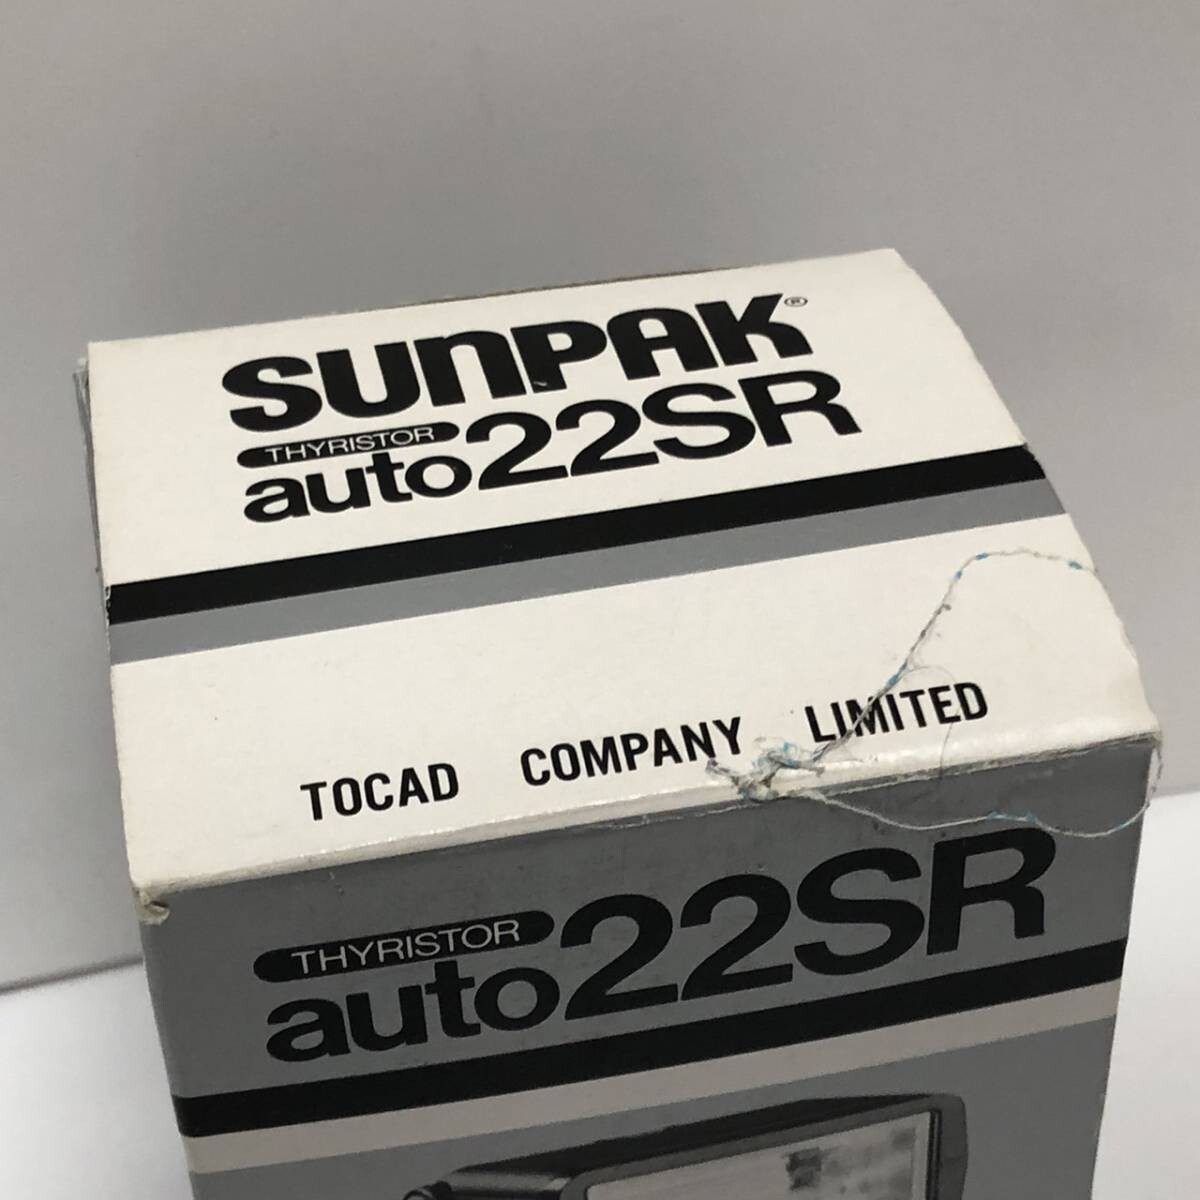 SUNPAK®
THYRISTOR
auto22SR
TOCAD COMPANY LIMITED
THYRISTOR
auto22SR